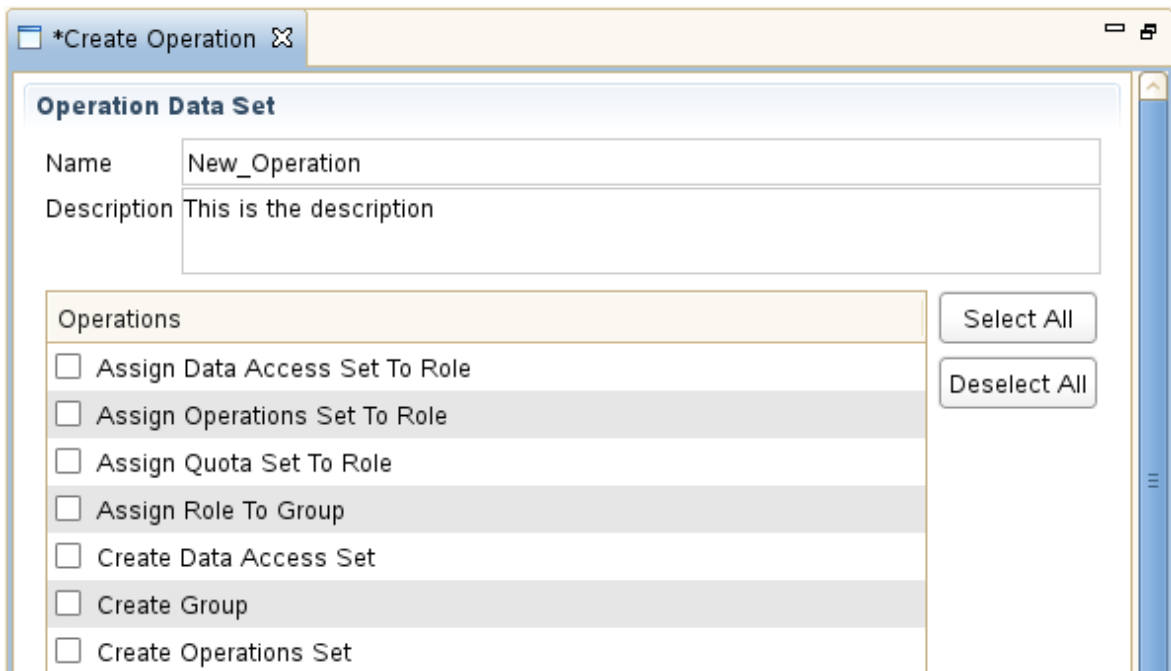 *Create Operation
Operation Data Set
Name New_Operation
Description This is the description
Operations
Select All
Deselect All
Assign Data Access Set To Role
Assign Operations Set To Role
Assign Quota Set To Role
Assign Role To Group
Create Data Access Set
Create Group
Create Operations Set